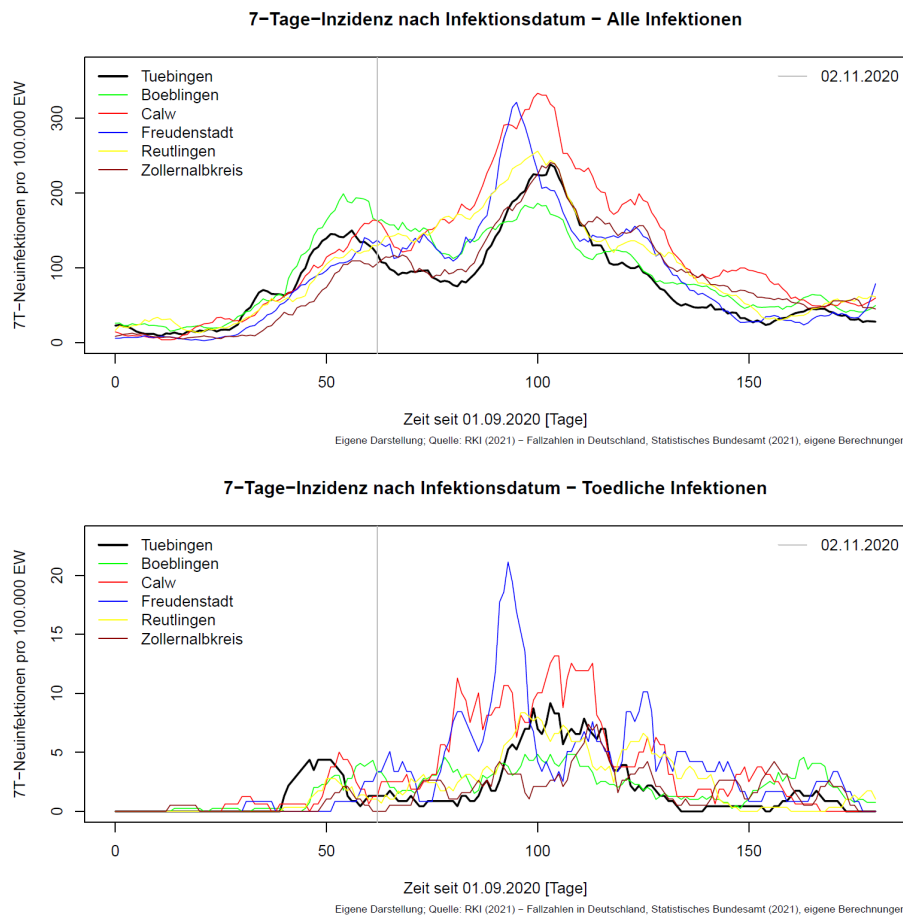 7−Tage−Inzidenz nach Infektionsdatum − Alle Infektionen
7T−Neuinfektionen pro 100.000 EW
Tuebingen
Boeblingen
Calw
Freudenstadt
Reutlingen
Zollernalbkreis
02.11.2020
300
200
100
0
0 50 100 150
Zeit seit 01.09.2020 [Tage]
Eigene Darstellung; Quelle: RKI (2021) − Fallzahlen in Deutschland, Statistisches Bundesamt (2021), eigene Berechnungen
7−Tage−Inzidenz nach Infektionsdatum − Toedliche Infektionen
7T−Neuinfektionen pro 100.000 EW
Tuebingen
Boeblingen
Calw
Freudenstadt
Reutlingen
Zollernalbkreis
02.11.2020
20
15
10
5
0
0 50 100 150
Zeit seit 01.09.2020 [Tage]
Eigene Darstellung; Quelle: RKI (2021) − Fallzahlen in Deutschland, Statistisches Bundesamt (2021), eigene Berechnungen